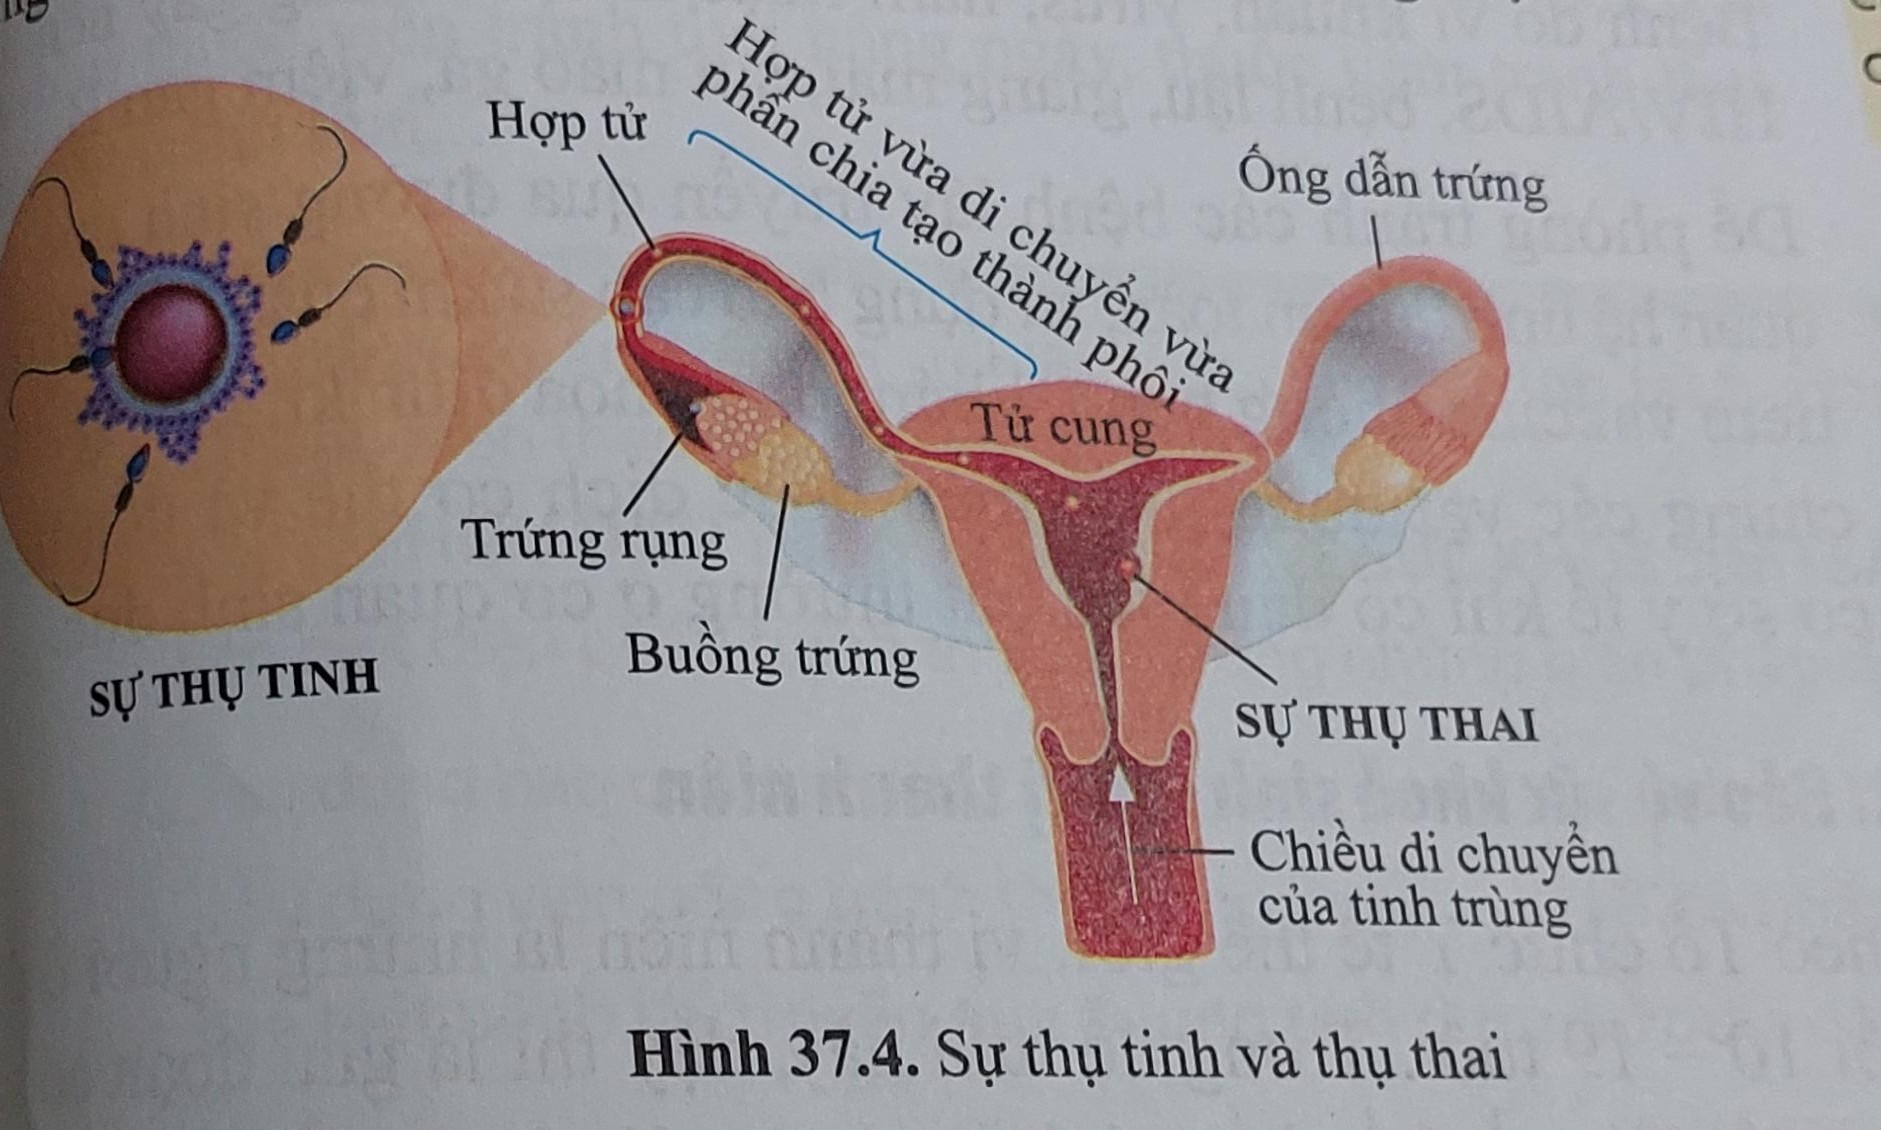 Hợp tử
Hợp tử vừa di chuyển vừa
phân chia tạo thành phôi
Ống dẫn trứng
Tử cung
Trứng rụng
Buồng trứng
SỰ THỤ TINH
SỰ THỤ THAI
Chiều di chuyển
của tinh trùng
Hình 37.4. Sự thụ tinh và thụ thai